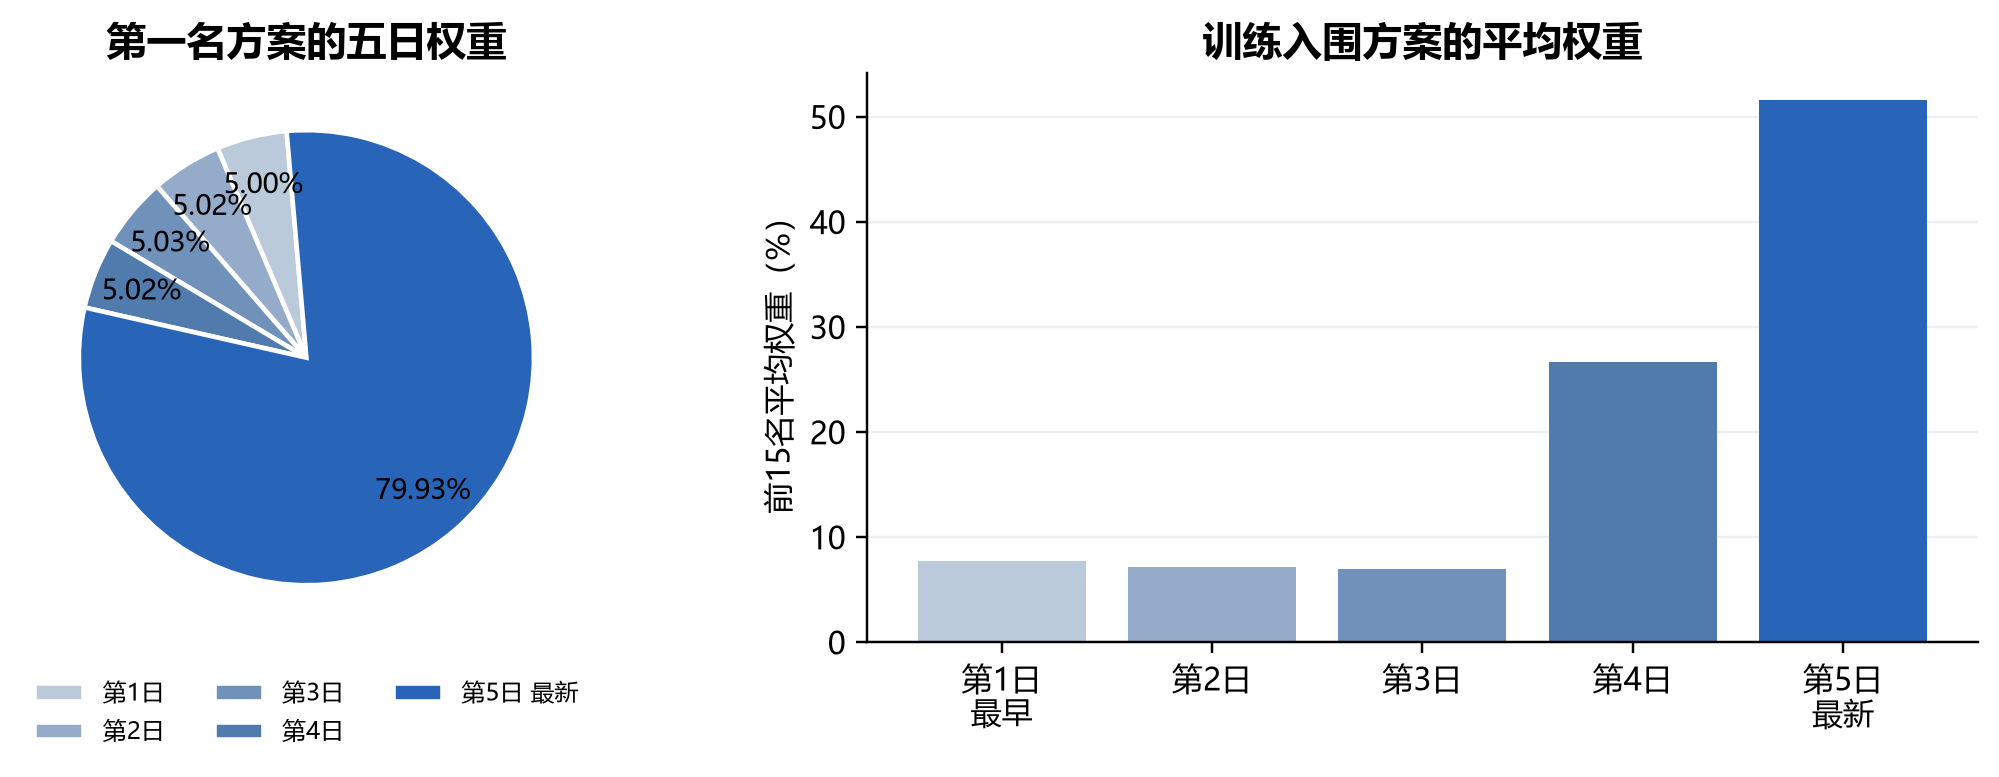 第一名方案的五日权重
5.00%
5.02%
5.03%
5.02%
79.93%
第1日
第2日
第3日
第4日
第5日 最新
训练入围方案的平均权重
前15名平均权重（%）
50
40
30
20
10
0
第1日
最早
第2日
第3日
第4日
第5日
最新